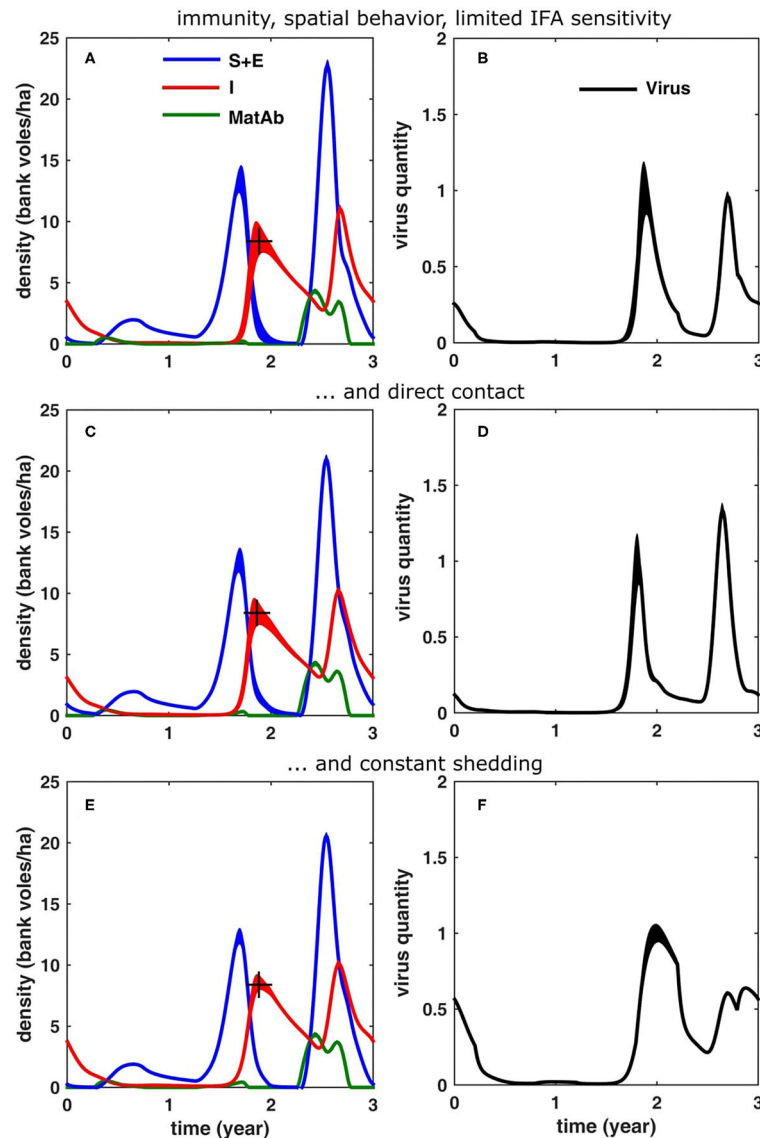 immunity, spatial behavior, limited IFA sensitivity
A
S+E
I
MatAb
density (bank voles/ha)
25
20
15
10
5
0
0 1 2 3
B
Virus
virus quantity
2
1.5
1
0.5
0
0 1 2 3
... and direct contact
C
density (bank voles/ha)
25
20
15
10
5
0
0 1 2 3
D
virus quantity
2
1.5
1
0.5
0
0 1 2 3
... and constant shedding
E
density (bank voles/ha)
25
20
15
10
5
0
0 1 2 3
time (year)
F
virus quantity
2
1.5
1
0.5
0
0 1 2 3
time (year)